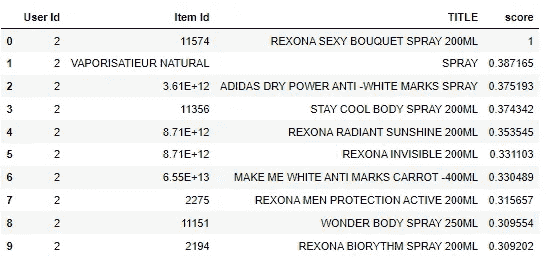 User Id Item Id TITLE score
0 2 11574 REXONA SEXY BOUQUET SPRAY 200ML 1
1 2 VAPORISATIEUR NATURAL SPRAY 0.387165
2 2 3.61E+12 ADIDAS DRY POWER ANTI -WHITE MARKS SPRAY 0.375193
3 2 11356 STAY COOL BODY SPRAY 200ML 0.374342
4 2 8.71E+12 REXONA RADIANT SUNSHINE 200ML 0.353545
5 2 8.71E+12 REXONA INVISIBLE 200ML 0.331103
6 2 6.55E+13 MAKE ME WHITE ANTI MARKS CARROT -400ML 0.330489
7 2 2275 REXONA MEN PROTECTION ACTIVE 200ML 0.315657
8 2 11151 WONDER BODY SPRAY 250ML 0.309554
9 2 2194 REXONA BIORYTHM SPRAY 200ML 0.309202